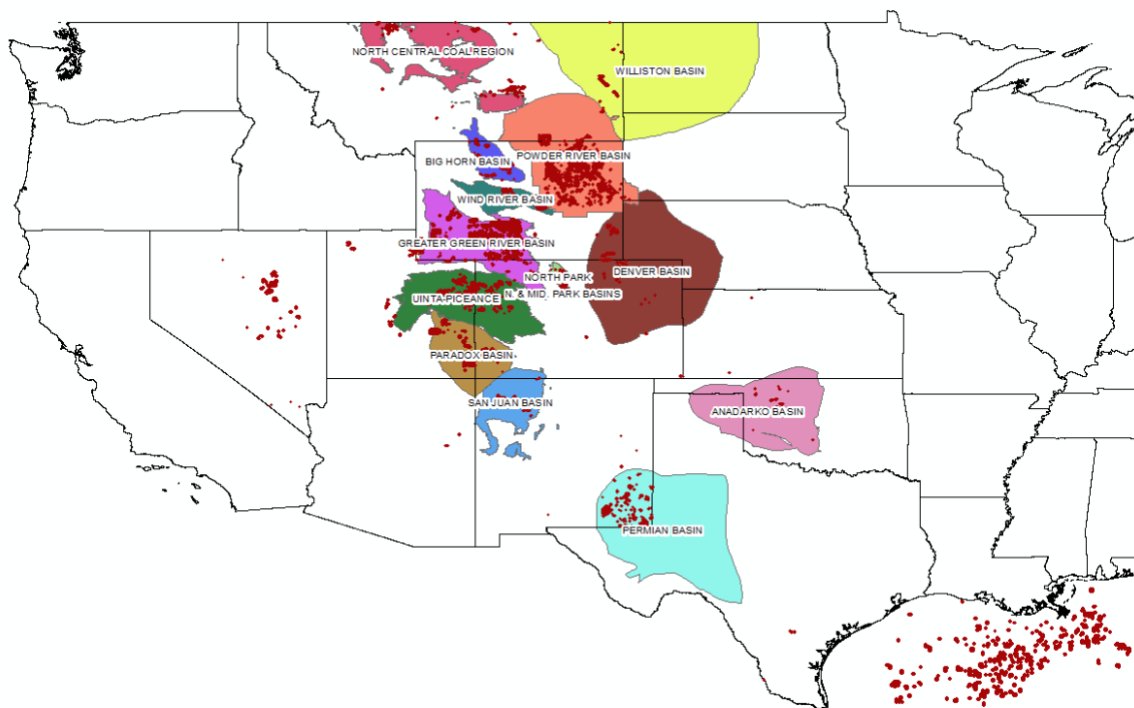 NORTH CENTRAL COAL REGION
WILLISTON BASIN
BIG HORN BASIN
POWDER RIVER BASIN
WIND RIVER BASIN
GREATER GREEN RIVER BASIN
DENVER BASIN
NORTH PARK
UINTA-PICEANCE
N. & MID. PARK BASINS
PARADOX BASIN
SAN JUAN BASIN
ANADARKO BASIN
PERMIAN BASIN